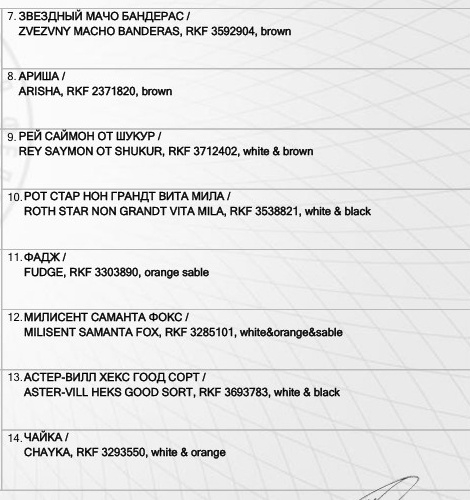 7. ЗВЕЗДНЫЙ МАЧО БАНДЕРАС /
ZVEZVNY MACHO BANDERAS, RKF 3592904, brown
8. АРИША /
ARISHA, RKF 2371820, brown
9. РЕЙ САЙМОН ОТ ШУКУР /
REY SAYMON OT SHUKUR, RKF 3712402, white & brown
10. РОТ СТАР НОН ГРАНДТ ВИТА МИЛА /
ROTH STAR NON GRANDT VITA MILA, RKF 3538821, white & black
11. ФАДЖ /
FUDGE, RKF 3303890, orange sable
12. МИЛИСЕНТ САМАНТА ФОКС /
MILISENT SAMANTA FOX, RKF 3285101, white&orange&sable
13. АСТЕР-ВИЛЛ ХЕКС ГООД СОРТ /
ASTER-VILL HEKS GOOD SORT, RKF 3693783, white & black
14. ЧАЙКА /
CHAYKA, RKF 3293550, white & orange